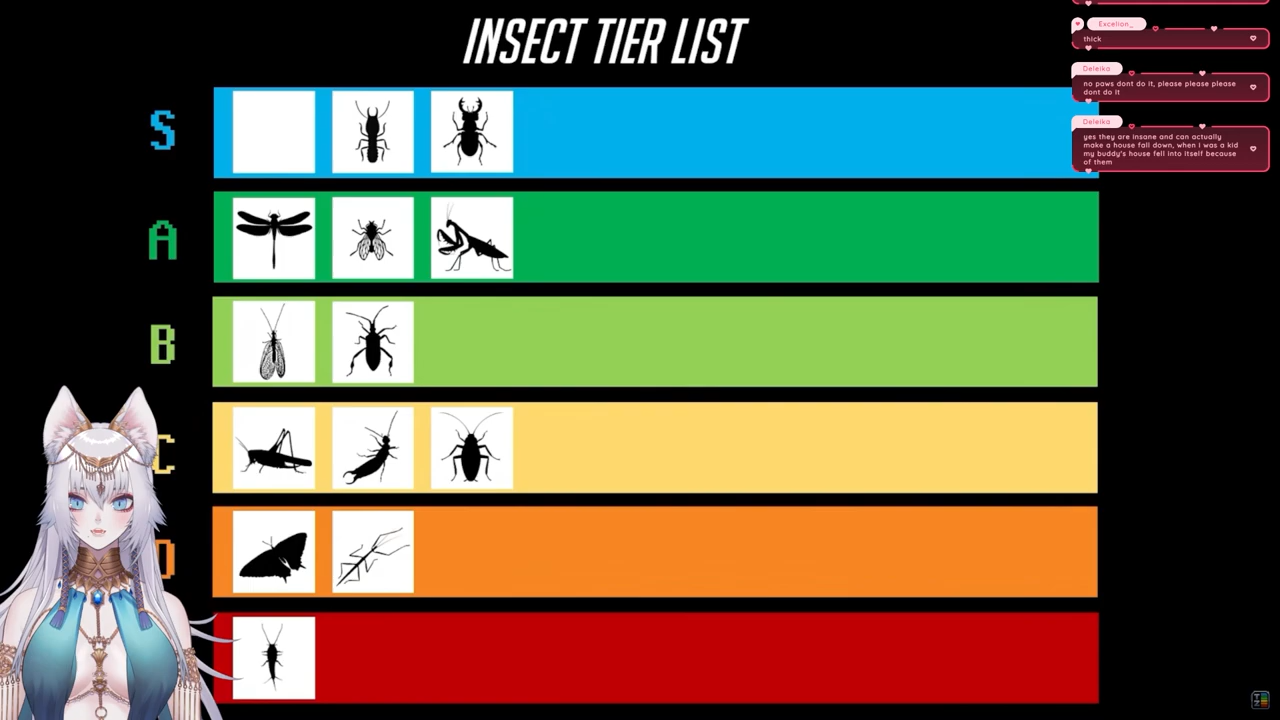 INSECT TIER LIST
Excelion_
thick
Deleika
no paws dont do it, please please please
dont do it
Deleika
yes they are insane and can actually
make a house fall down, when i was a kid
my buddy's house fell into itself because
of them
S
A
B
C
D